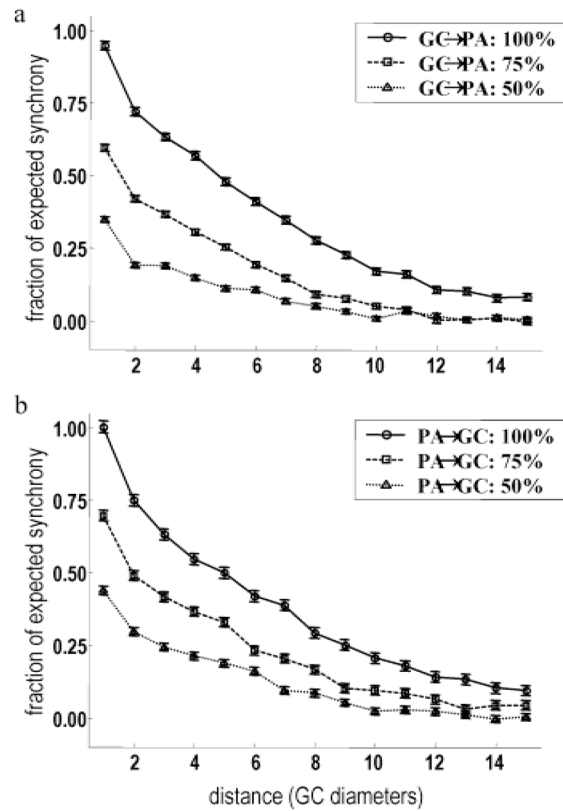 a
1.00
0.75
0.50
0.25
0.00
fraction of expected synchrony
GC→PA: 100%
GC→PA: 75%
GC→PA: 50%
2 4 6 8 10 12 14
b
1.00
0.75
0.50
0.25
0.00
fraction of expected synchrony
PA→GC: 100%
PA→GC: 75%
PA→GC: 50%
2 4 6 8 10 12 14
distance (GC diameters)